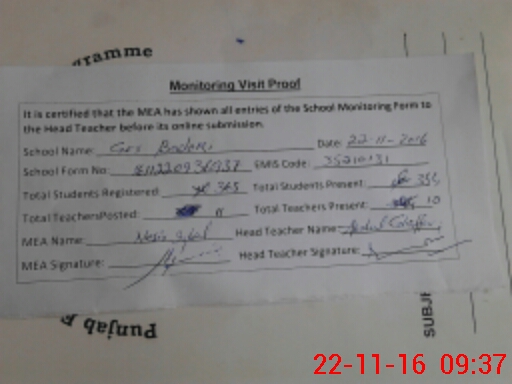 gramme
Monitoring Visit Proof
It is certified that the MEA has shown all entries of the School Monitoring Form to
the Head Teacher before its online submission.
School Name: Date: 22-11-2016
School Form No: SMIS Code: 35210131
Total Students Registered: 365 Total Students Present: 355
Total Teachers Posted: 11 Total Teachers Present: 10
MEA Name: Head Teacher Name:
MEA Signature: Head Teacher Signature:
Punjab
SUBJE
22-11-16 09:37